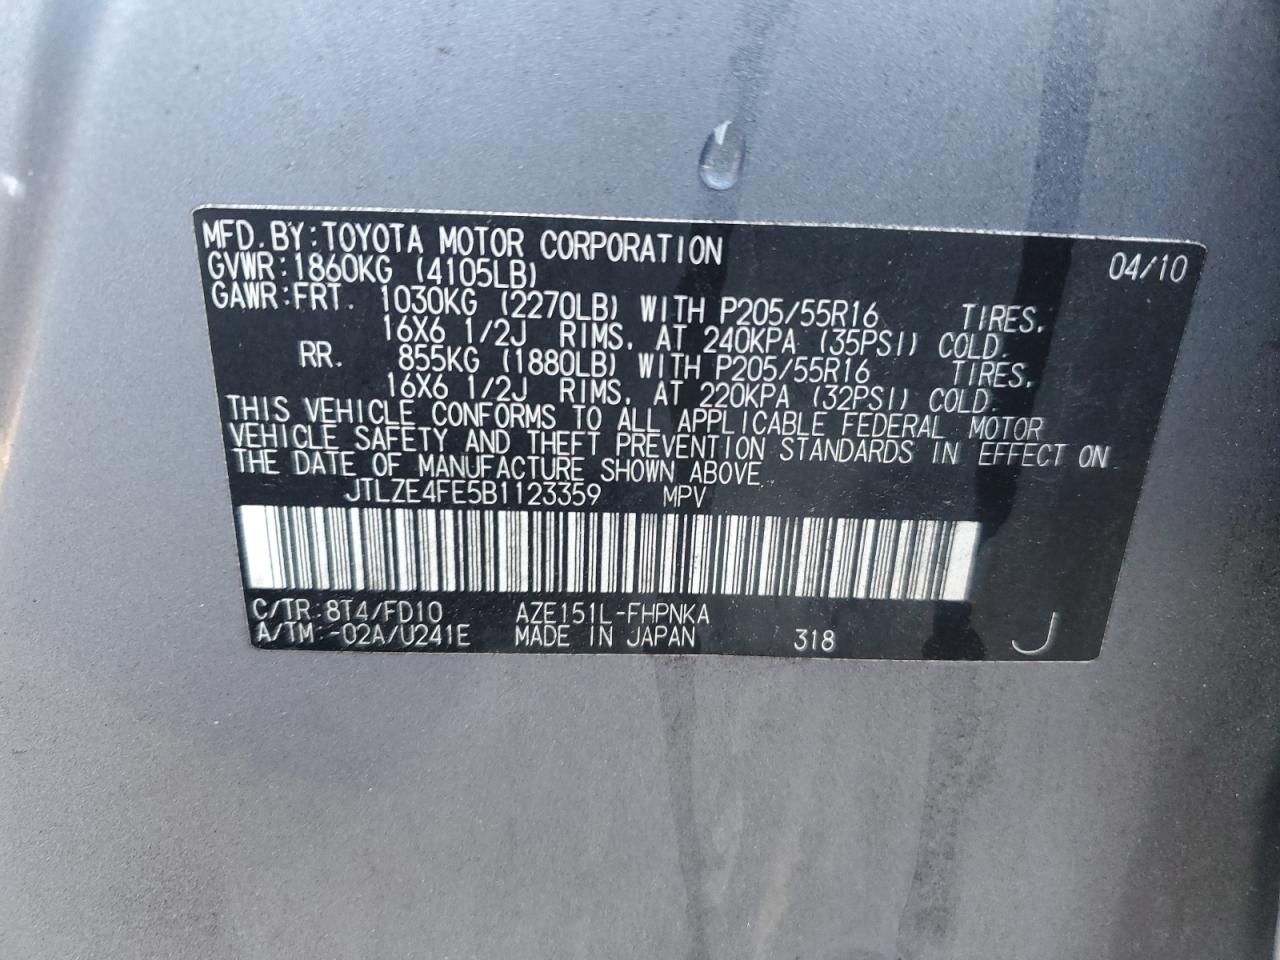 MFD.BY:TOYOTA MOTOR CORPORATION 04/10
GVWR:1860KG (4105LB)
GAWR:FRT. 1030KG (2270LB) WITH P205/55R16 TIRES,
16X6 1/2J RIMS, AT 240KPA (35PSI) COLD.
RR. 855KG (1880LB) WITH P205/55R16 TIRES,
16X6 1/2J RIMS, AT 220KPA (32PSI) COLD.
THIS VEHICLE CONFORMS TO ALL APPLICABLE FEDERAL MOTOR
VEHICLE SAFETY AND THEFT PREVENTION STANDARDS IN EFFECT ON
THE DATE OF MANUFACTURE SHOWN ABOVE.
JTLZE4FE5B1123359 MPV
C/TR:8T4/FD10 AZE151L-FHPNKA
A/TM:-02A/U241E MADE IN JAPAN 318 J